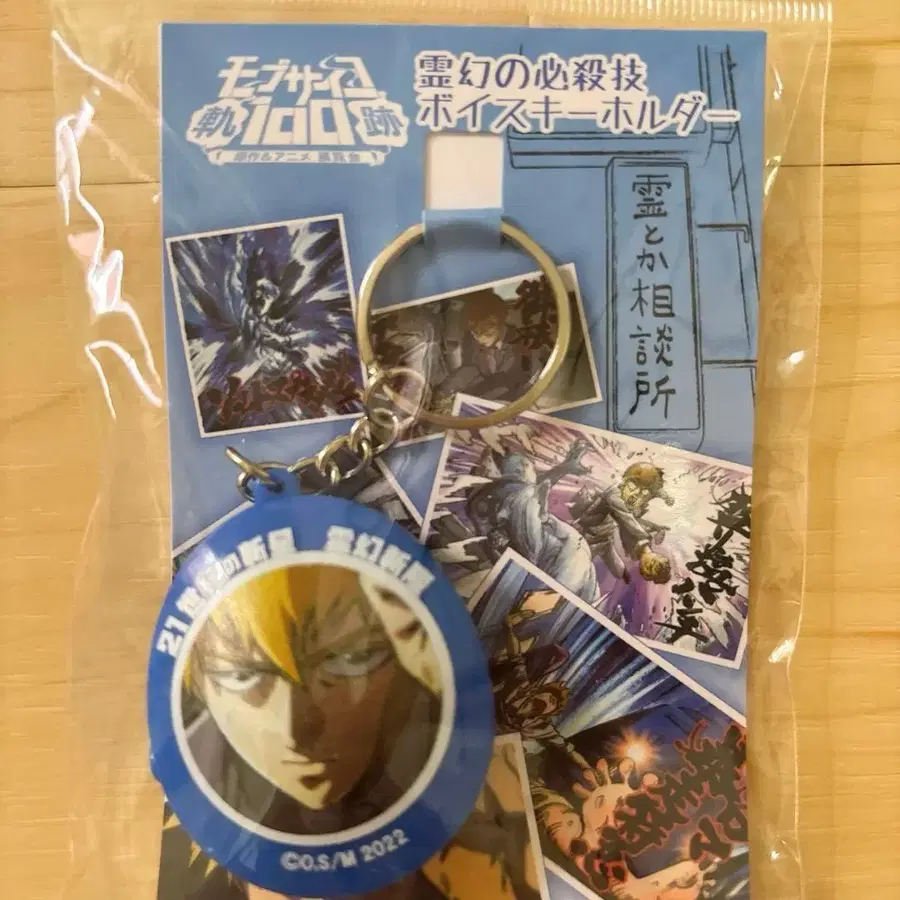 モブサイコ100
軌跡
原作&アニメ 展覧会
霊幻の必殺技
ボイスキーホルダー
霊とか相談所
21世紀の新星 霊幻新隆
©O.S/M 2022